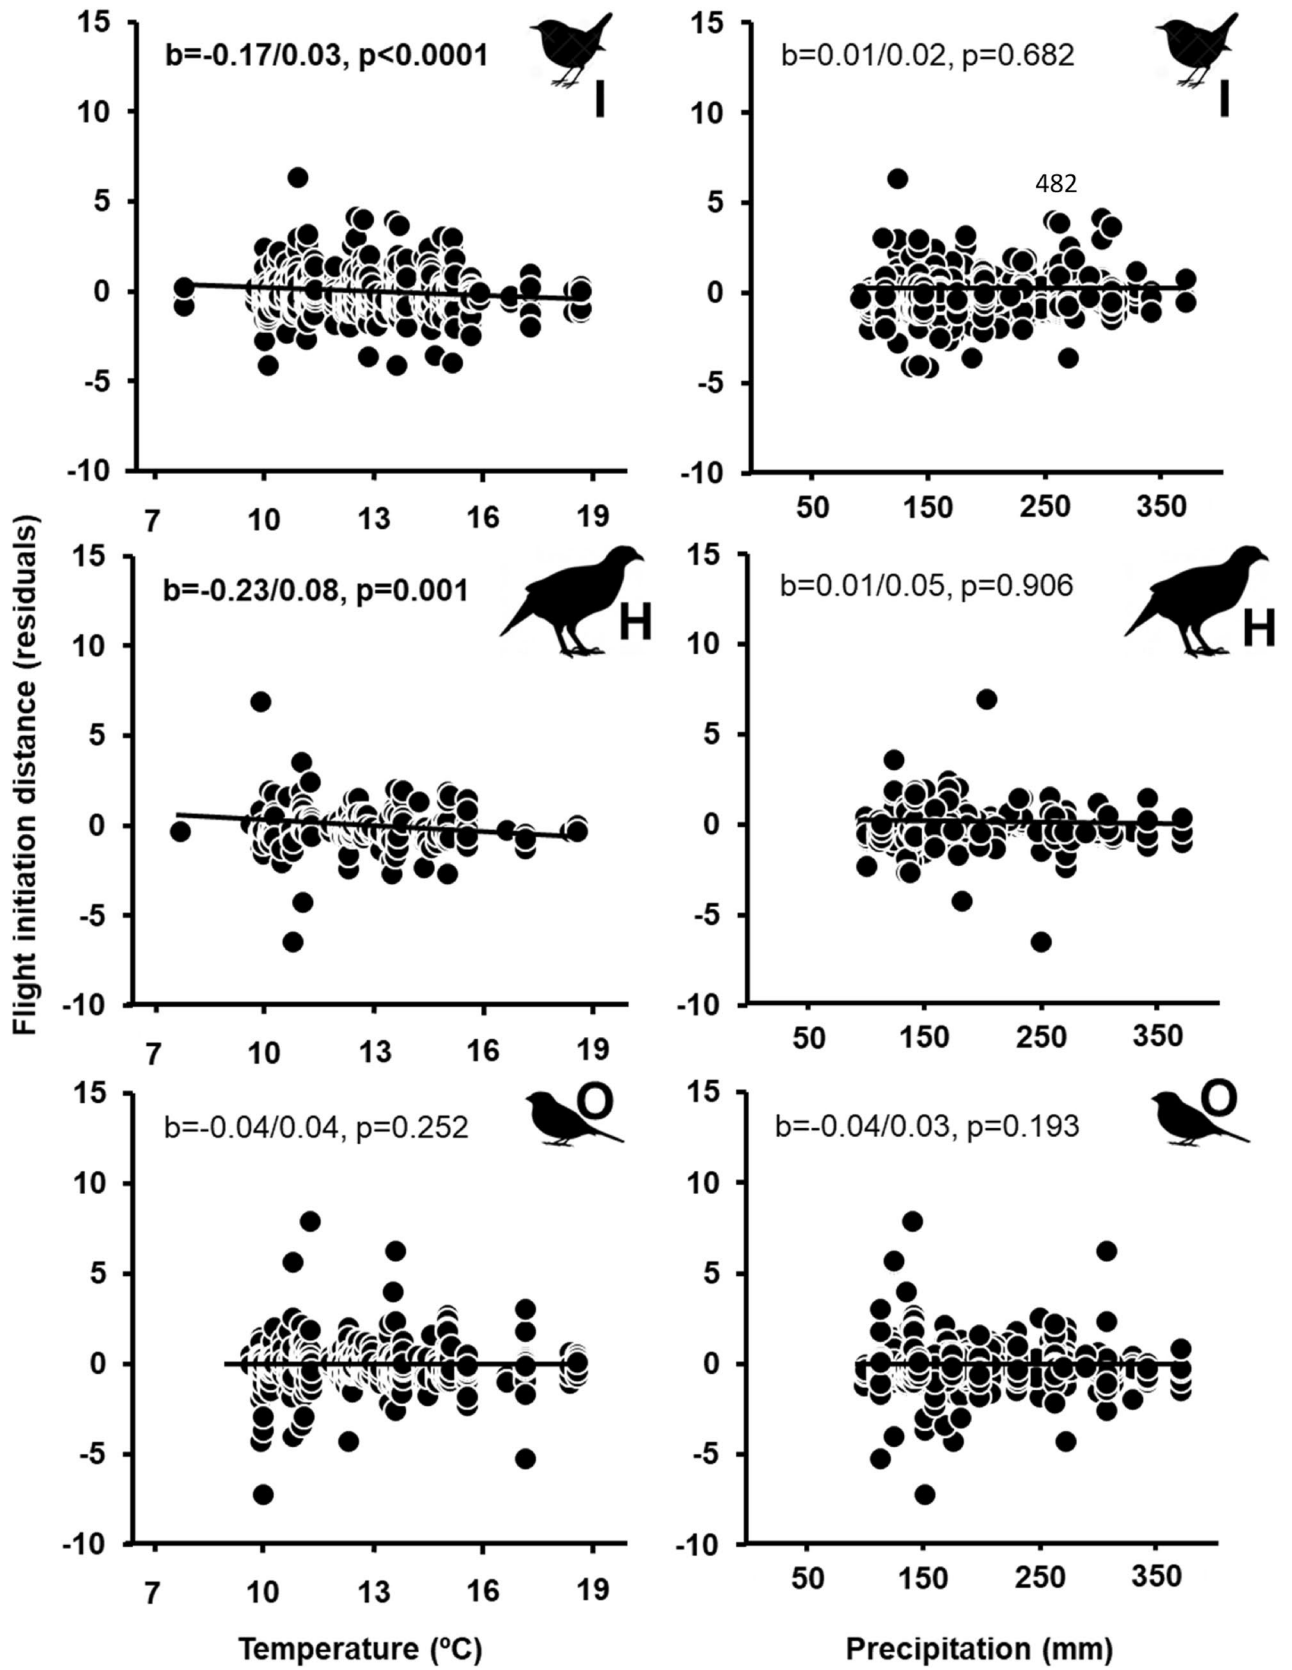 b=-0.17/0.03, p<0.0001
I
15
10
5
0
-5
-10
7 10 13 16 19
b=0.01/0.02, p=0.682
I
482
15
10
5
0
-5
-10
50 150 250 350
Flight initiation distance (residuals)
b=-0.23/0.08, p=0.001
H
15
10
5
0
-5
-10
7 10 13 16 19
b=0.01/0.05, p=0.906
H
15
10
5
0
-5
-10
50 150 250 350
b=-0.04/0.04, p=0.252
O
15
10
5
0
-5
-10
7 10 13 16 19
Temperature (ºC)
b=-0.04/0.03, p=0.193
O
15
10
5
0
-5
-10
50 150 250 350
Precipitation (mm)